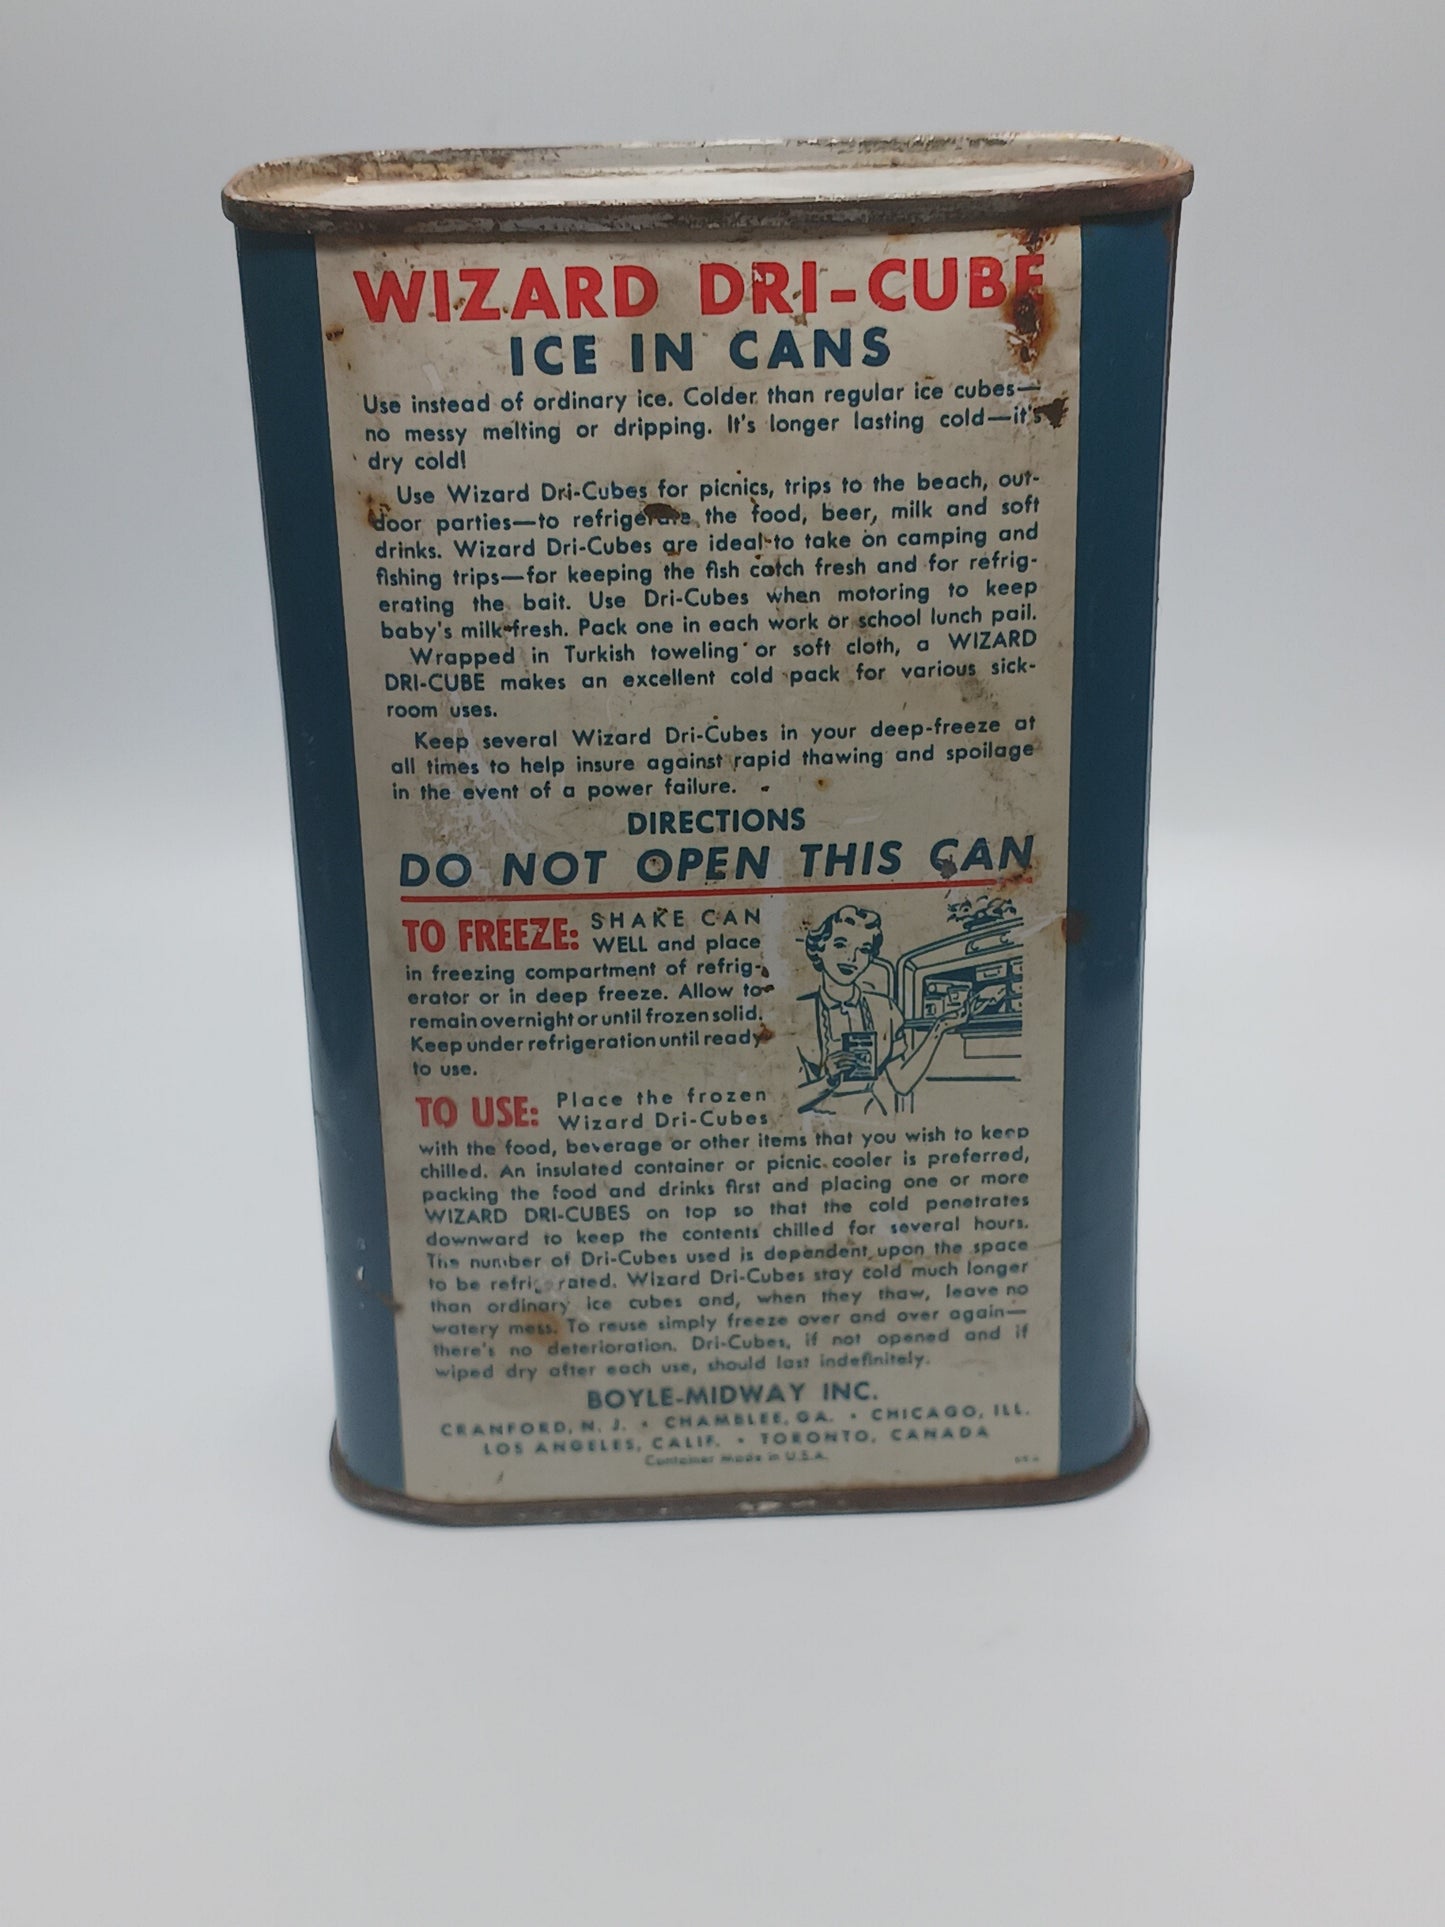 WIZARD DRI-CUBE
ICE IN CANS
Use instead of ordinary ice. Colder than regular ice cubes—
no messy melting or dripping. It's longer lasting cold—it's
dry cold!
Use Wizard Dri-Cubes for picnics, trips to the beach, out-
door parties—to refrigerate the food, beer, milk and soft
drinks. Wizard Dri-Cubes are ideal to take on camping and
fishing trips—for keeping the fish catch fresh and for refrig-
erating the bait. Use Dri-Cubes when motoring to keep
baby's milk fresh. Pack one in each work or school lunch pail.
Wrapped in Turkish toweling or soft cloth, a WIZARD
DRI-CUBE makes an excellent cold pack for various sick-
room uses.
Keep several Wizard Dri-Cubes in your deep-freeze at
all times to help insure against rapid thawing and spoilage
in the event of a power failure.
DIRECTIONS
DO NOT OPEN THIS CAN
TO FREEZE: SHAKE CAN
WELL and place
in freezing compartment of refrig-
erator or in deep freeze. Allow to
remain overnight or until frozen solid.
Keep under refrigeration until ready
to use.
TO USE: Place the frozen
Wizard Dri-Cubes
with the food, beverage or other items that you wish to keep
chilled. An insulated container or picnic cooler is preferred,
packing the food and drinks first and placing one or more
WIZARD DRI-CUBES on top so that the cold penetrates
downward to keep the contents chilled for several hours.
The number of Dri-Cubes used is dependent upon the space
to be refrigerated. Wizard Dri-Cubes stay cold much longer
than ordinary ice cubes and, when they thaw, leave no
watery mess. To reuse simply freeze over and over again—
there's no deterioration. Dri-Cubes, if not opened and if
wiped dry after each use, should last indefinitely.
BOYLE-MIDWAY INC.
CRANFORD, N. J. • CHAMBLEE, GA. • CHICAGO, ILL.
LOS ANGELES, CALIF. • TORONTO, CANADA
Container Made in U.S.A.